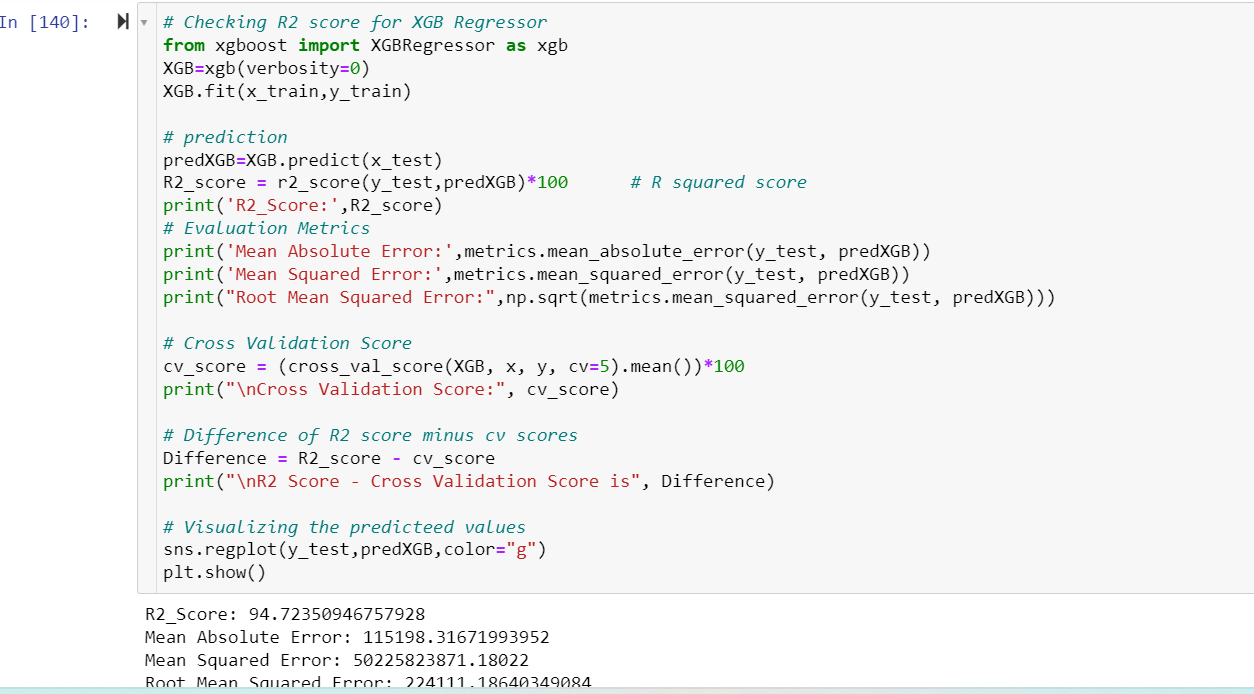 In [140]:
# Checking R2 score for XGB Regressor
from xgboost import XGBRegressor as xgb
XGB=xgb(verbosity=0)
XGB.fit(x_train,y_train)
# prediction
predXGB=XGB.predict(x_test)
R2_score = r2_score(y_test,predXGB)*100      # R squared score
print('R2_Score:',R2_score)
# Evaluation Metrics
print('Mean Absolute Error:',metrics.mean_absolute_error(y_test, predXGB))
print('Mean Squared Error:',metrics.mean_squared_error(y_test, predXGB))
print("Root Mean Squared Error:",np.sqrt(metrics.mean_squared_error(y_test, predXGB)))
# Cross Validation Score
cv_score = (cross_val_score(XGB, x, y, cv=5).mean())*100
print("\nCross Validation Score:", cv_score)
# Difference of R2 score minus cv scores
Difference = R2_score - cv_score
print("\nR2 Score - Cross Validation Score is", Difference)
# Visualizing the predicteed values
sns.regplot(y_test,predXGB,color="g")
plt.show()
R2_Score: 94.72350946757928
Mean Absolute Error: 115198.31671993952
Mean Squared Error: 50225823871.18022
Root Mean Squared Error: 224111.18640349084